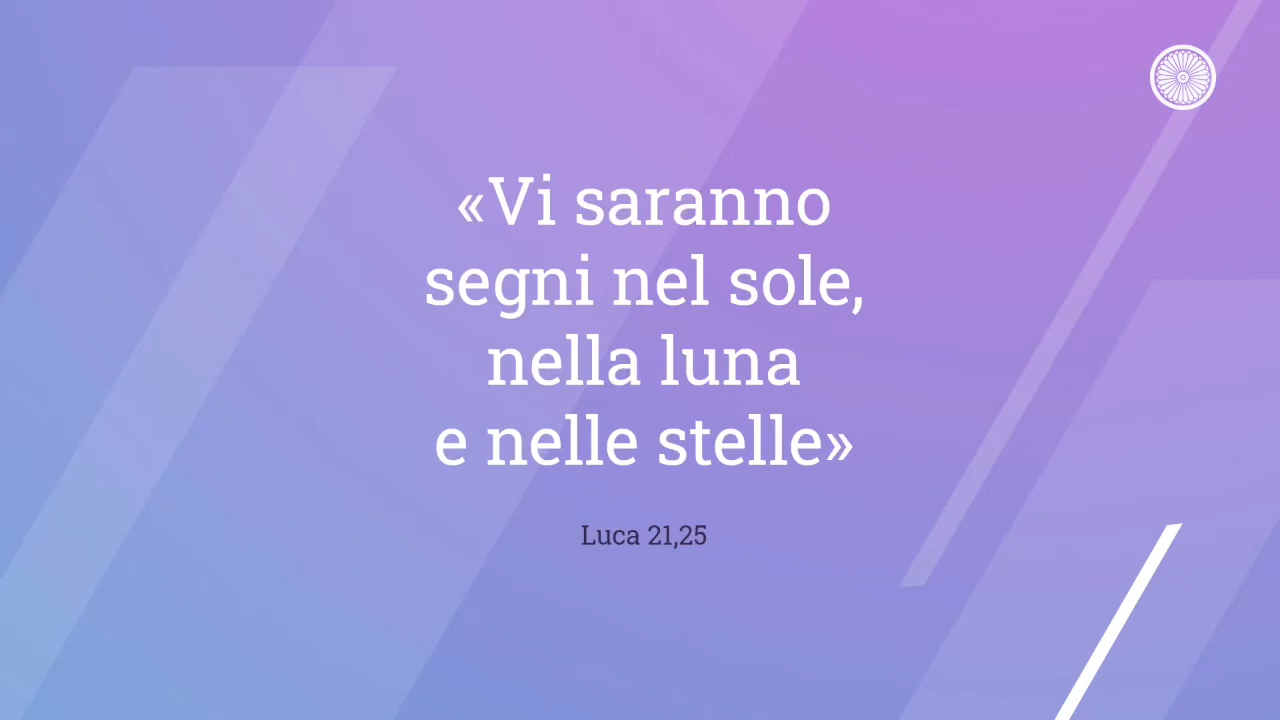 «Vi saranno
segni nel sole,
nella luna
e nelle stelle»
Luca 21,25